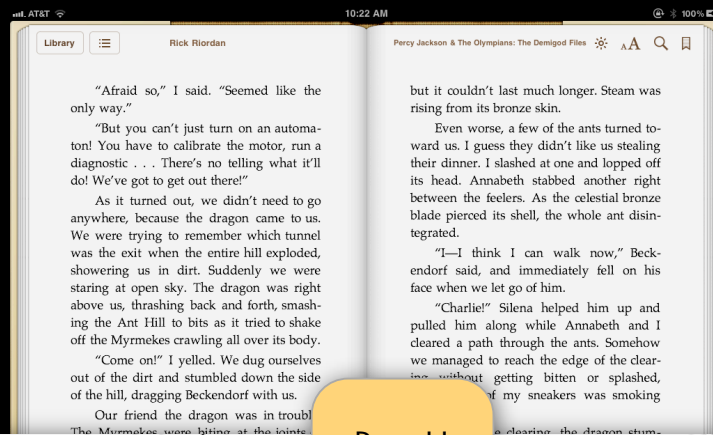 AT&T 10:22 AM 100%
Library Rick Riordan Percy Jackson & The Olympians: The Demigod Files AA
“Afraid so,” I said. “Seemed like the
only way.”
“But you can’t just turn on an automa-
ton! You have to calibrate the motor, run a
diagnostic . . . There’s no telling what it’ll
do! We’ve got to get out there!”
As it turned out, we didn’t need to go
anywhere, because the dragon came to us.
We were trying to remember which tunnel
was the exit when the entire hill exploded,
showering us in dirt. Suddenly we were
staring at open sky. The dragon was right
above us, thrashing back and forth, smash-
ing the Ant Hill to bits as it tried to shake
off the Myrmekes crawling all over its body.
“Come on!” I yelled. We dug ourselves
out of the dirt and stumbled down the side
of the hill, dragging Beckendorf with us.
Our friend the dragon was in
The Myrmekes were biting at the joints
but it couldn’t last much longer. Steam was
rising from its bronze skin.
Even worse, a few of the ants turned to-
ward us. I guess they didn’t like us stealing
their dinner. I slashed at one and lopped off
its head. Annabeth stabbed another right
between the feelers. As the celestial bronze
blade pierced its shell, the whole ant disin-
tegrated.
“I—I think I can walk now,” Beck-
endorf said, and immediately fell on his
face when we let go of him.
“Charlie!” Silena helped him up and
pulled him along while Annabeth and I
cleared a path through the ants. Somehow
we managed to reach the edge of the clear-
ing without getting bitten or splashed,
of my sneakers was smoking
clearing, the dragon stum-